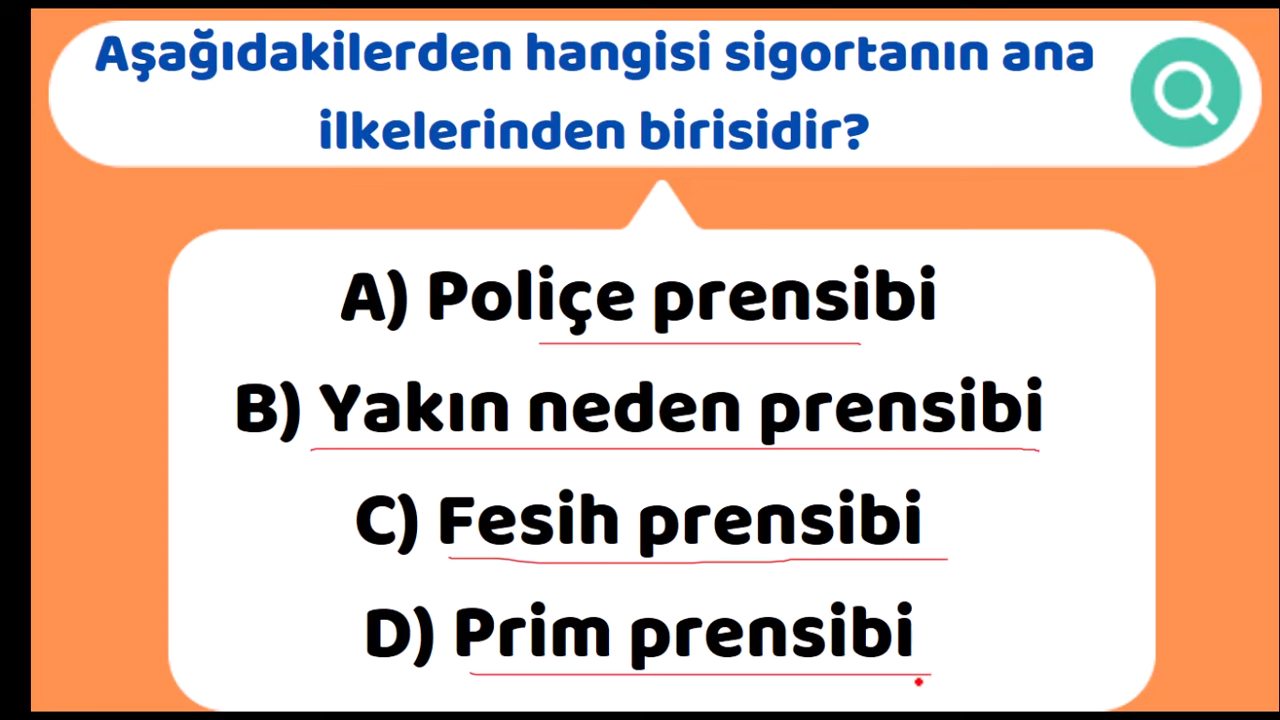 Aşağıdakilerden hangisi sigortanın ana
ilkelerinden birisidir?
A) Poliçe prensibi
B) Yakın neden prensibi
C) Fesih prensibi
D) Prim prensibi